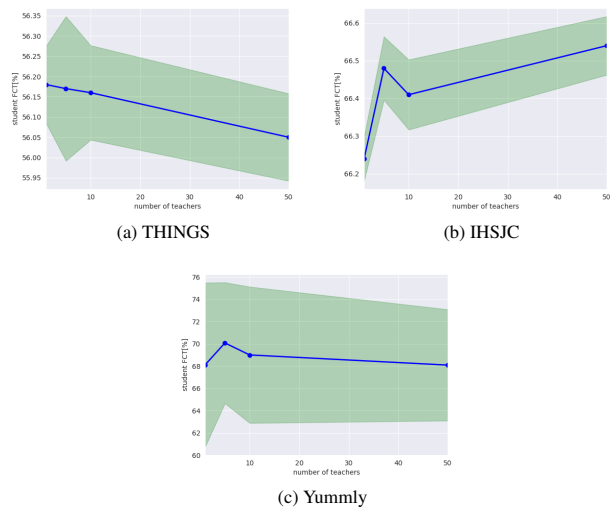 56.35
56.30
56.25
56.20
56.15
56.10
56.05
56.00
55.95
student FCT[%]
10 20 30 40 50
number of teachers
(a) THINGS
66.6
66.5
66.4
66.3
66.2
student FCT[%]
10 20 30 40 50
number of teachers
(b) IHSJC
76
74
72
70
68
66
64
62
60
student FCT[%]
10 20 30 40 50
number of teachers
(c) Yummly